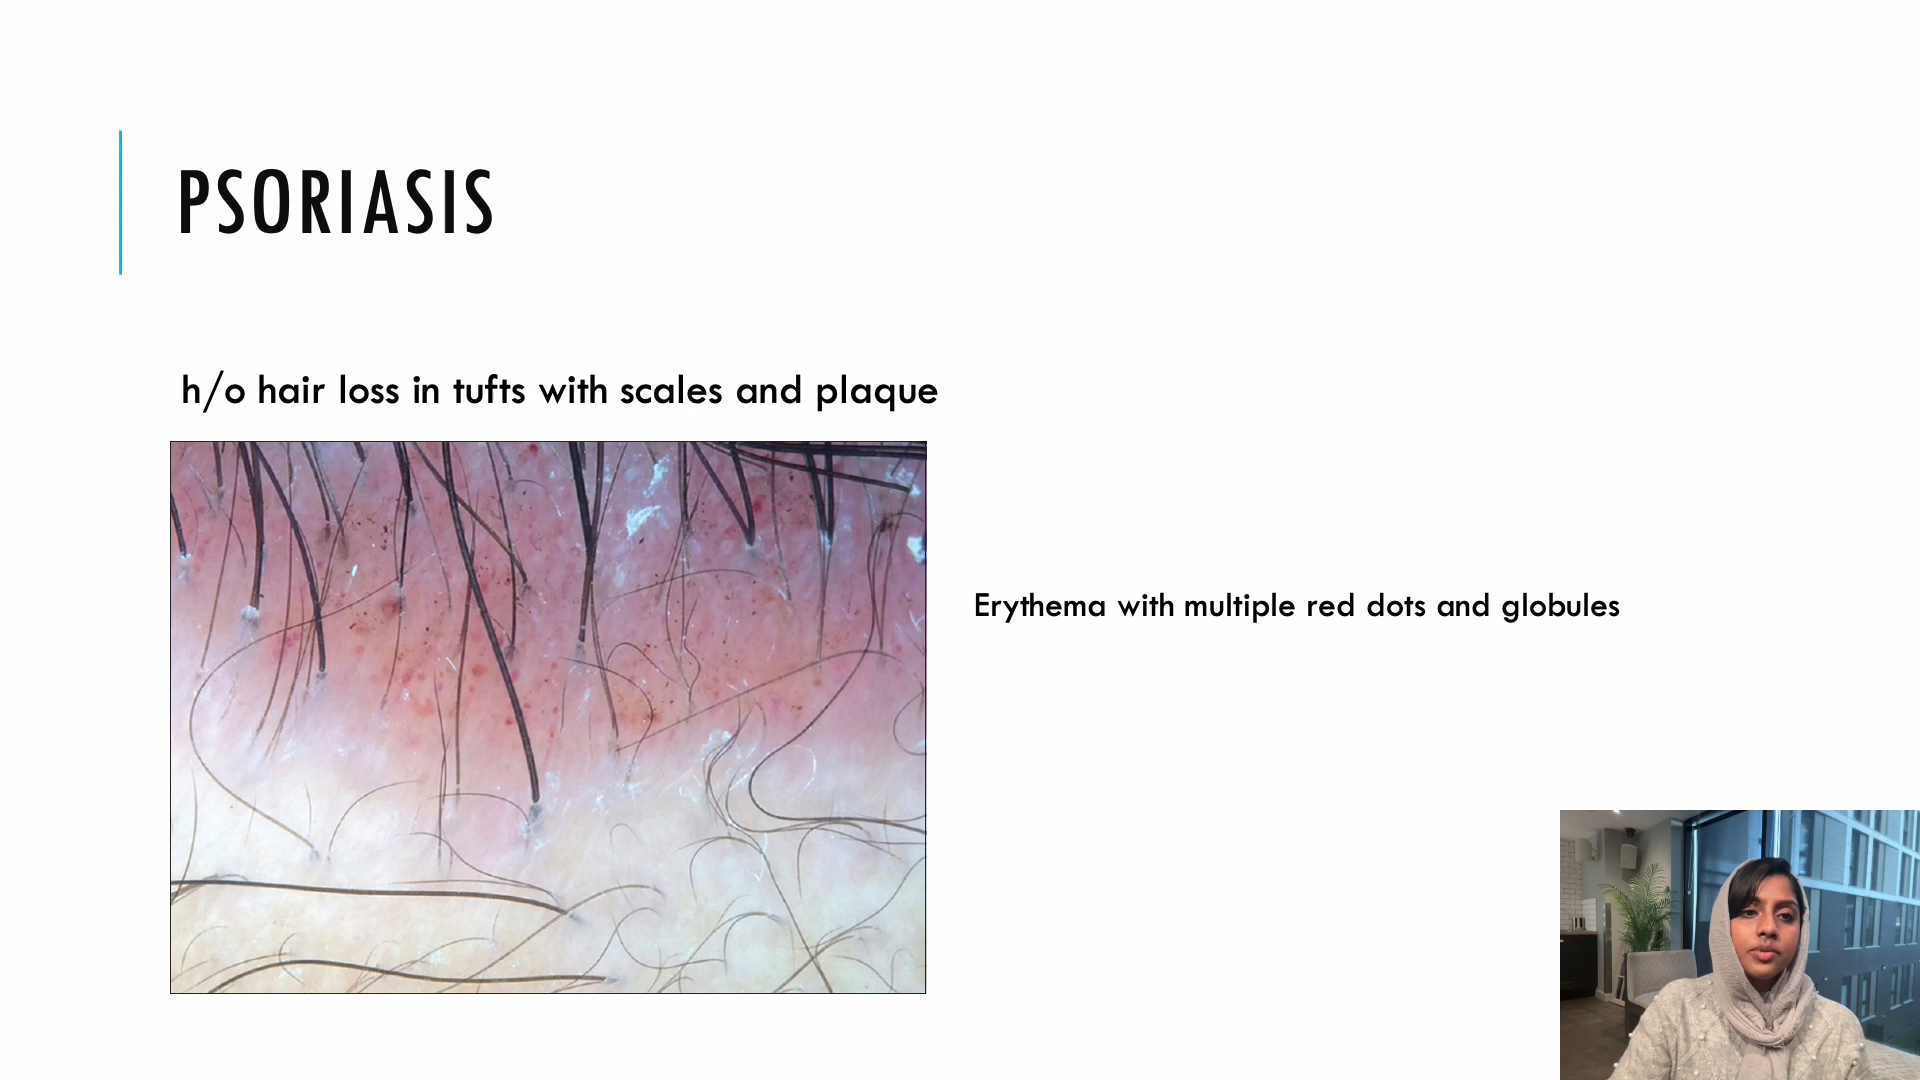 PSORIASIS
h/o hair loss in tufts with scales and plaque
Erythema with multiple red dots and globules